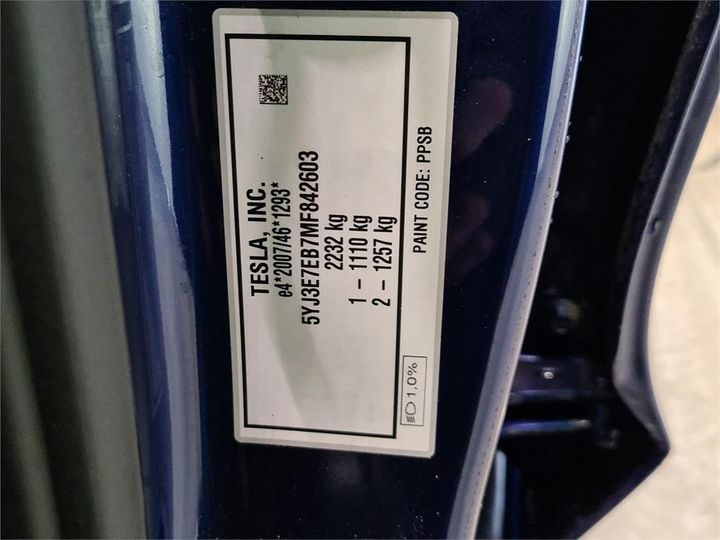 TESLA, INC.
e4*2007/46*1293*
5YJ3E7EB7MF842603
2232 kg
1 – 1110 kg
2 – 1257 kg
PAINT CODE: PPSB
1,0%